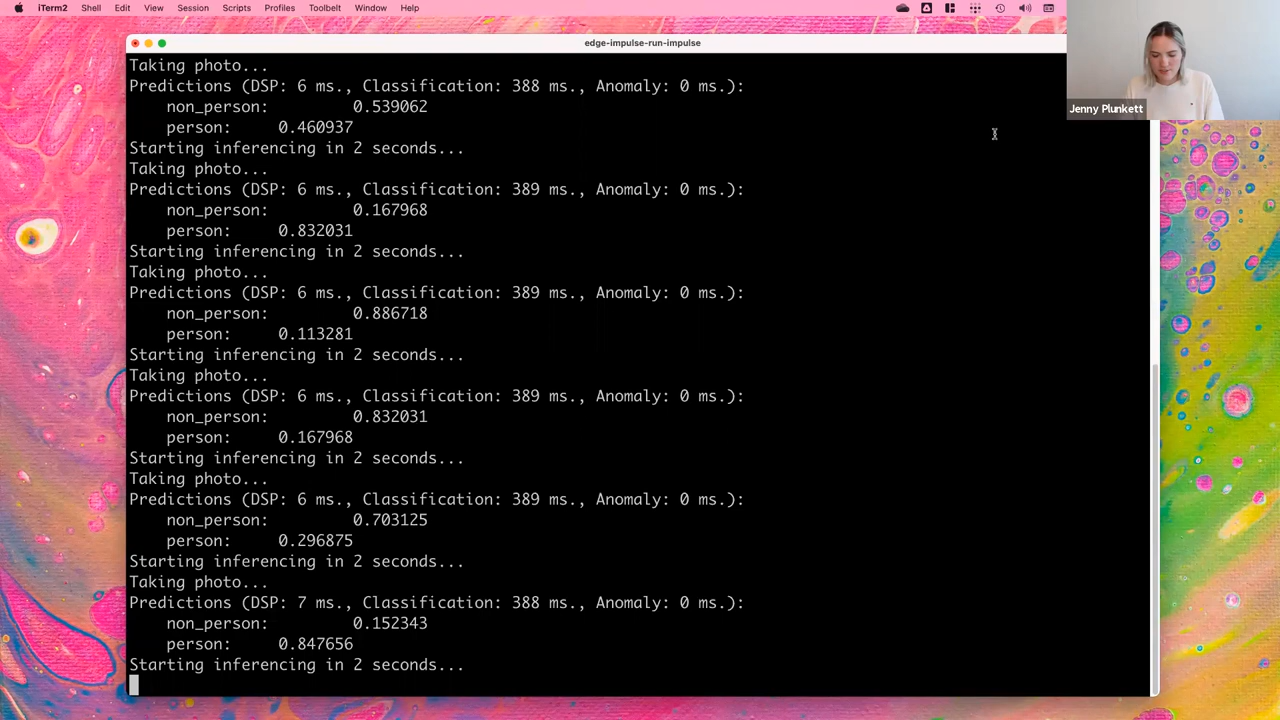 iTerm2 Shell Edit View Session Scripts Profiles Toolbelt Window Help
edge-impulse-run-impulse
Jenny Plunkett
Taking photo...
Predictions (DSP: 6 ms., Classification: 388 ms., Anomaly: 0 ms.):
non_person: 0.539062
person: 0.460937
Starting inferencing in 2 seconds...
Taking photo...
Predictions (DSP: 6 ms., Classification: 389 ms., Anomaly: 0 ms.):
non_person: 0.167968
person: 0.832031
Starting inferencing in 2 seconds...
Taking photo...
Predictions (DSP: 6 ms., Classification: 389 ms., Anomaly: 0 ms.):
non_person: 0.886718
person: 0.113281
Starting inferencing in 2 seconds...
Taking photo...
Predictions (DSP: 6 ms., Classification: 389 ms., Anomaly: 0 ms.):
non_person: 0.832031
person: 0.167968
Starting inferencing in 2 seconds...
Taking photo...
Predictions (DSP: 6 ms., Classification: 389 ms., Anomaly: 0 ms.):
non_person: 0.703125
person: 0.296875
Starting inferencing in 2 seconds...
Taking photo...
Predictions (DSP: 7 ms., Classification: 388 ms., Anomaly: 0 ms.):
non_person: 0.152343
person: 0.847656
Starting inferencing in 2 seconds...